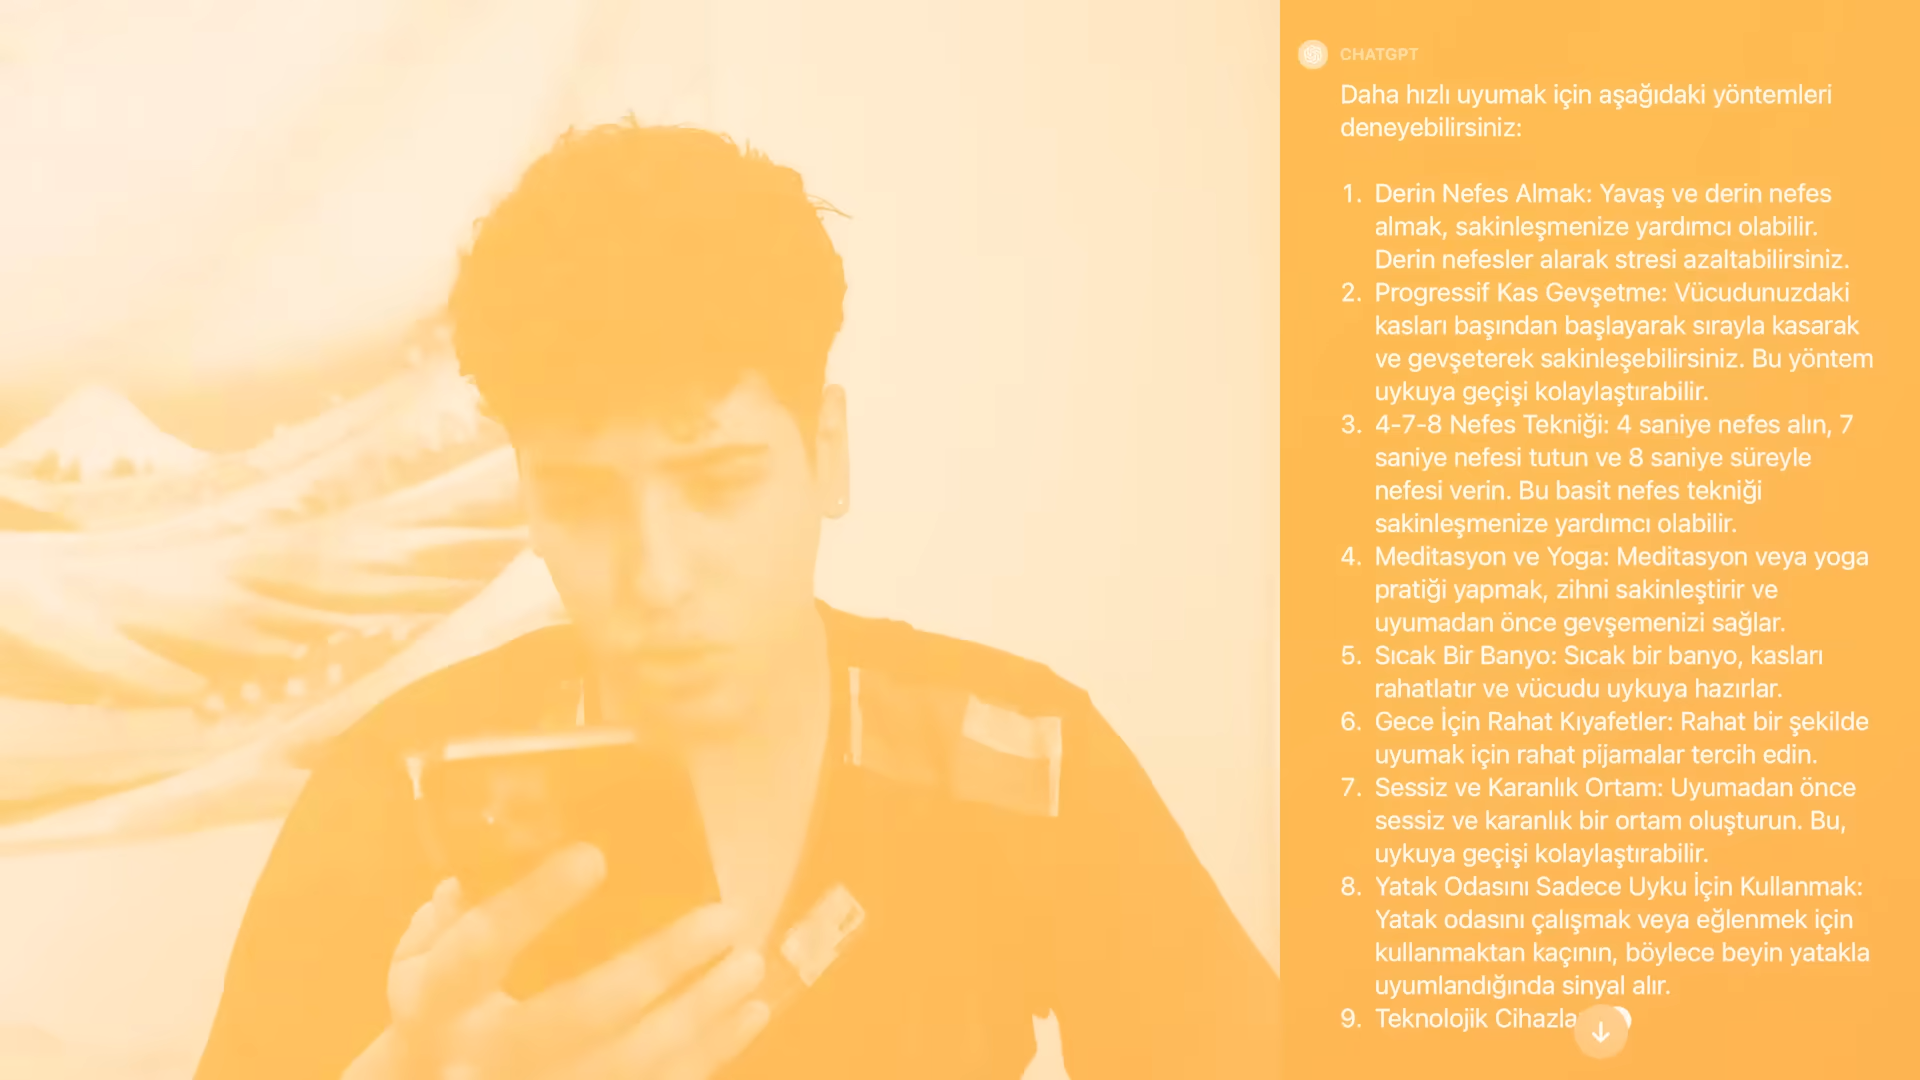 CHATGPT
Daha hızlı uyumak için aşağıdaki yöntemleri
deneyebilirsiniz:
1. Derin Nefes Almak: Yavaş ve derin nefes
almak, sakinleşmenize yardımcı olabilir.
Derin nefesler alarak stresi azaltabilirsiniz.
2. Progressif Kas Gevşetme: Vücudunuzdaki
kasları başından başlayarak sırayla kasarak
ve gevşeterek sakinleşebilirsiniz. Bu yöntem
uykuya geçişi kolaylaştırabilir.
3. 4-7-8 Nefes Tekniği: 4 saniye nefes alın, 7
saniye nefesi tutun ve 8 saniye süreyle
nefesi verin. Bu basit nefes tekniği
sakinleşmenize yardımcı olabilir.
4. Meditasyon ve Yoga: Meditasyon veya yoga
pratiği yapmak, zihni sakinleştirir ve
uyumadan önce gevşemenizi sağlar.
5. Sıcak Bir Banyo: Sıcak bir banyo, kasları
rahatlatır ve vücudu uykuya hazırlar.
6. Gece İçin Rahat Kıyafetler: Rahat bir şekilde
uyumak için rahat pijamalar tercih edin.
7. Sessiz ve Karanlık Ortam: Uyumadan önce
sessiz ve karanlık bir ortam oluşturun. Bu,
uykuya geçişi kolaylaştırabilir.
8. Yatak Odasını Sadece Uyku İçin Kullanmak:
Yatak odasını çalışmak veya eğlenmek için
kullanmaktan kaçının, böylece beyin yatakla
uyumlandığında sinyal alır.
9. Teknolojik Cihazla